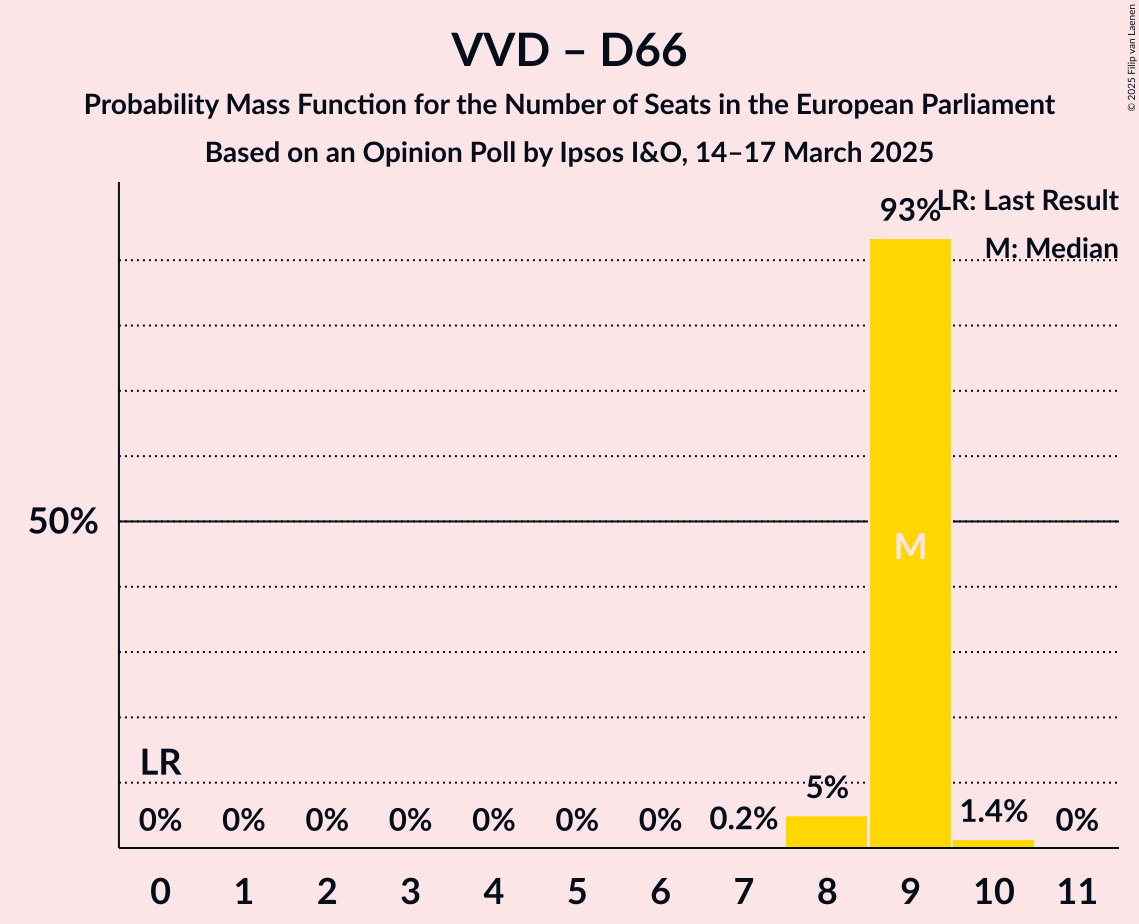 VVD – D66
Probability Mass Function for the Number of Seats in the European Parliament
Based on an Opinion Poll by Ipsos I&O, 14–17 March 2025
© 2025 Filip van Laenen
LR: Last Result
M: Median
93%
50%
M
LR
0% 0% 0% 0% 0% 0% 0% 0.2% 5% 1.4% 0%
0 1 2 3 4 5 6 7 8 9 10 11